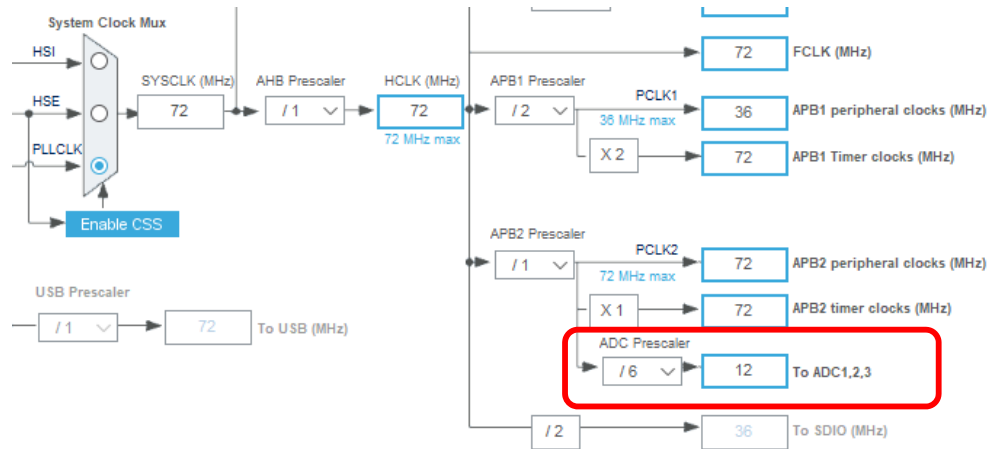 System Clock Mux
HSI
HSE
PLLCLK
Enable CSS
SYSCLK (MHz)
72
AHB Prescaler
/ 1
HCLK (MHz)
72
72 MHz max
72
FCLK (MHz)
APB1 Prescaler
/ 2
PCLK1
36 MHz max
36
APB1 peripheral clocks (MHz)
X 2
72
APB1 Timer clocks (MHz)
APB2 Prescaler
/ 1
PCLK2
72 MHz max
72
APB2 peripheral clocks (MHz)
X 1
72
APB2 timer clocks (MHz)
USB Prescaler
/ 1
72
To USB (MHz)
ADC Prescaler
/ 6
12
To ADC1,2,3
/ 2
36
To SDIO (MHz)